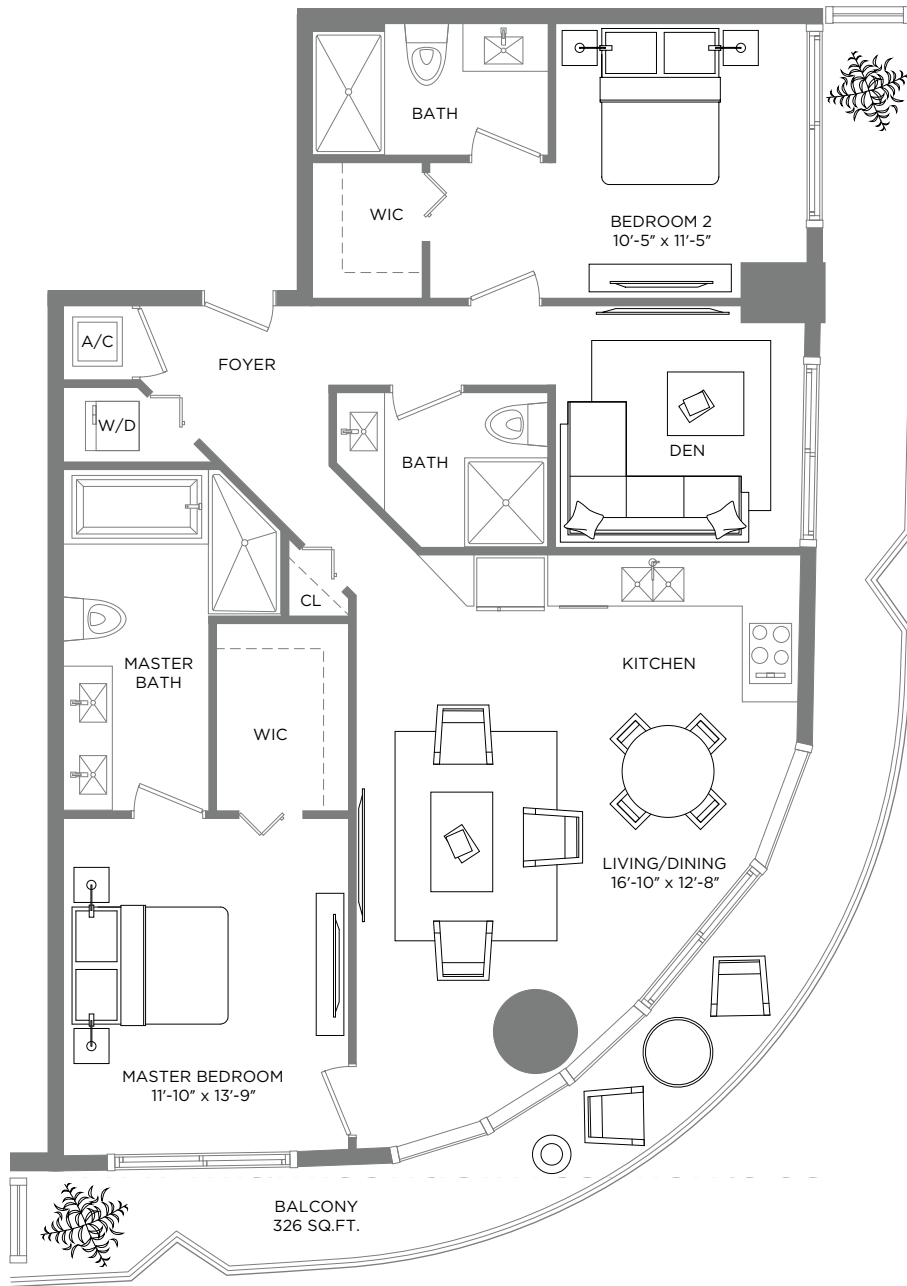 BATH
WIC
BEDROOM 2
10'-5" x 11'-5"
A/C
FOYER
W/D
BATH
DEN
CL
MASTER
BATH
KITCHEN
WIC
LIVING/DINING
16'-10" x 12'-8"
MASTER BEDROOM
11'-10" x 13'-9"
BALCONY
326 SQ.FT.